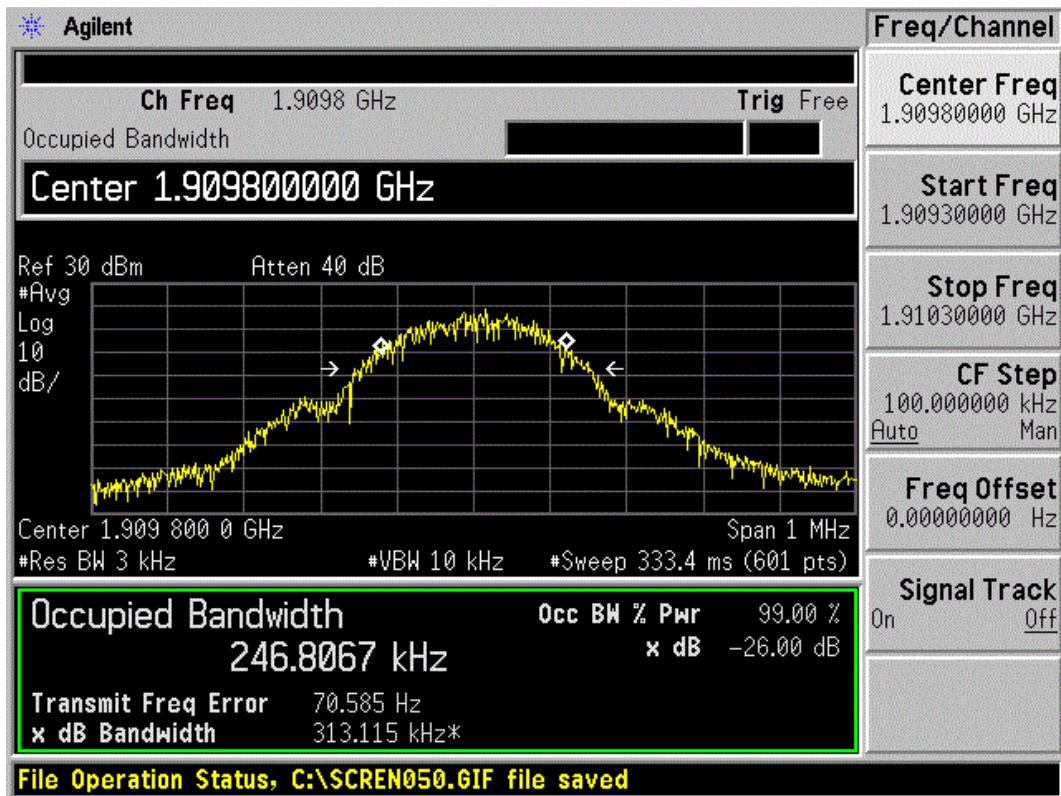 Agilent
Freq/Channel
Ch Freq 1.9098 GHz Trig Free
Occupied Bandwidth
Center 1.909800000 GHz
Ref 30 dBm Atten 40 dB
#Avg
Log
10
dB/
Center 1.909 800 0 GHz Span 1 MHz
#Res BW 3 kHz #VBW 10 kHz #Sweep 333.4 ms (601 pts)
Occupied Bandwidth
246.8067 kHz
Occ BW % Pwr 99.00 %
x dB -26.00 dB
Transmit Freq Error 70.585 Hz
x dB Bandwidth 313.115 kHz*
File Operation Status, C:\SCREN050.GIF file saved
Center Freq
1.90980000 GHz
Start Freq
1.90930000 GHz
Stop Freq
1.91030000 GHz
CF Step
100.000000 kHz
Auto Man
Freq Offset
0.00000000 Hz
Signal Track
On Off